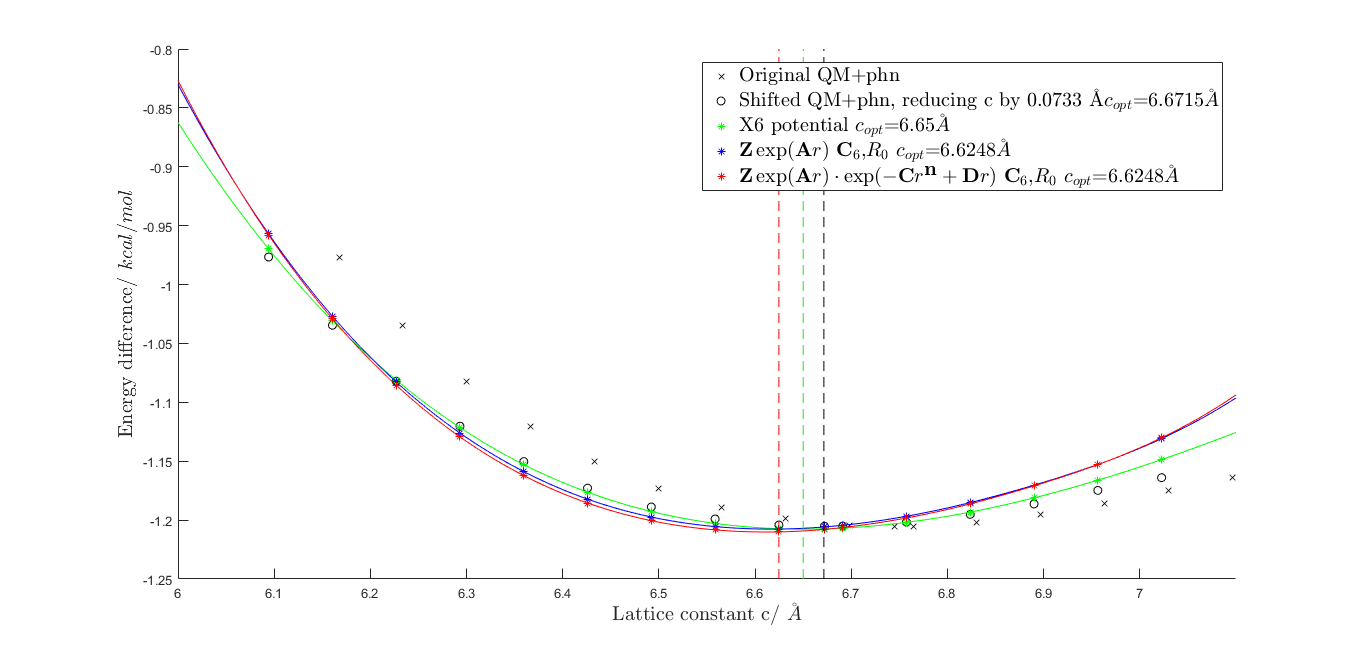 -0.8
-0.85
-0.9
-0.95
-1
-1.05
-1.1
-1.15
-1.2
-1.25
Energy difference/ kcal/mol
Original QM+phn
Shifted QM+phn, reducing c by 0.0733 Åc_opt=6.6715Å
X6 potential c_opt=6.65Å
Z exp(Ar) C_6,R_0 c_opt=6.6248Å
Z exp(Ar) · exp(−Cr^n + Dr) C_6,R_0 c_opt=6.6248Å
6 6.1 6.2 6.3 6.4 6.5 6.6 6.7 6.8 6.9 7
Lattice constant c/ Å